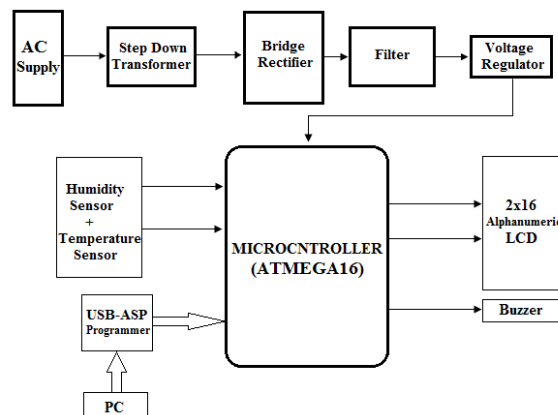 AC
Supply
Step Down
Transformer
Bridge
Rectifier
Filter
Voltage
Regulator
Humidity
Sensor
+
Temperature
Sensor
MICROCNTROLLER
(ATMEGA16)
2x16
Alphanumeric
LCD
USB-ASP
Programmer
Buzzer
PC